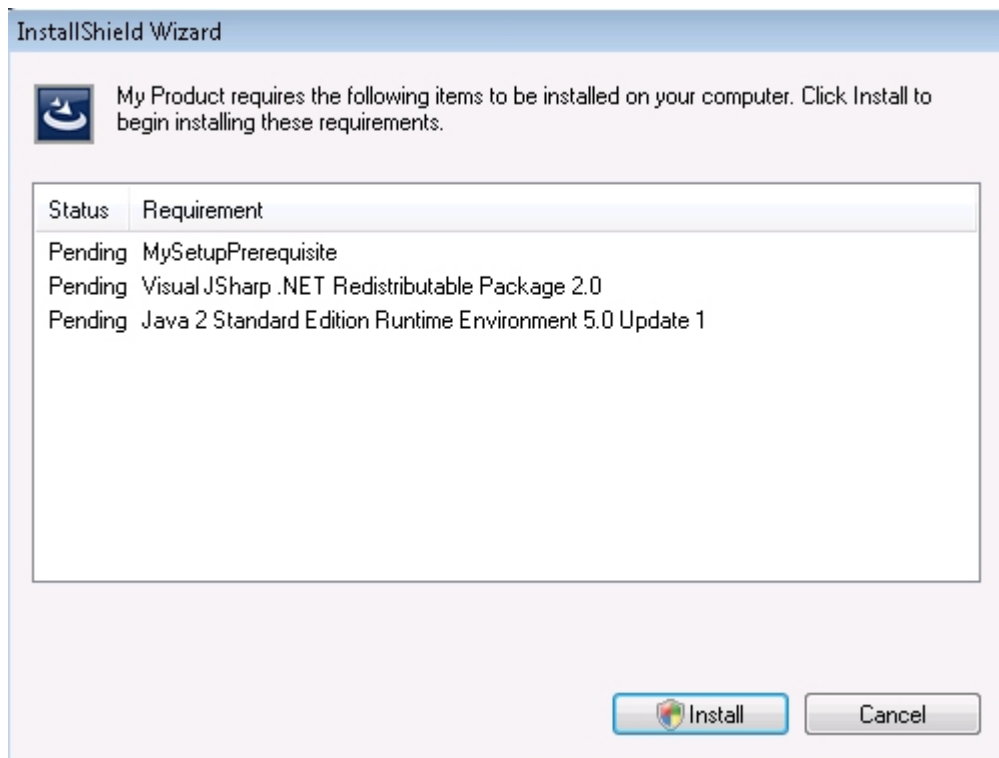 InstallShield Wizard
My Product requires the following items to be installed on your computer. Click Install to
begin installing these requirements.
Status Requirement
Pending MySetupPrerequisite
Pending Visual JSharp .NET Redistributable Package 2.0
Pending Java 2 Standard Edition Runtime Environment 5.0 Update 1
Install Cancel